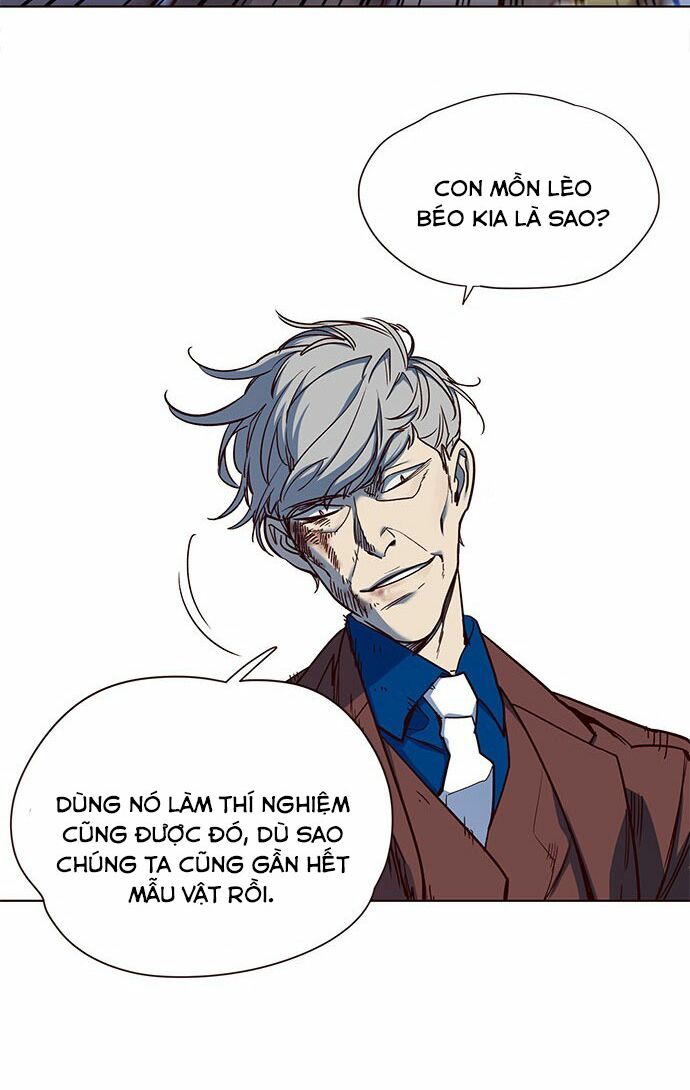 CON MỒN LÈO
BÉO KIA LÀ SAO?
DÙNG NÓ LÀM THÍ NGHIỆM
CŨNG ĐƯỢC ĐÓ, DÙ SAO
CHÚNG TA CŨNG GẦN HẾT
MẪU VẬT RỒI.